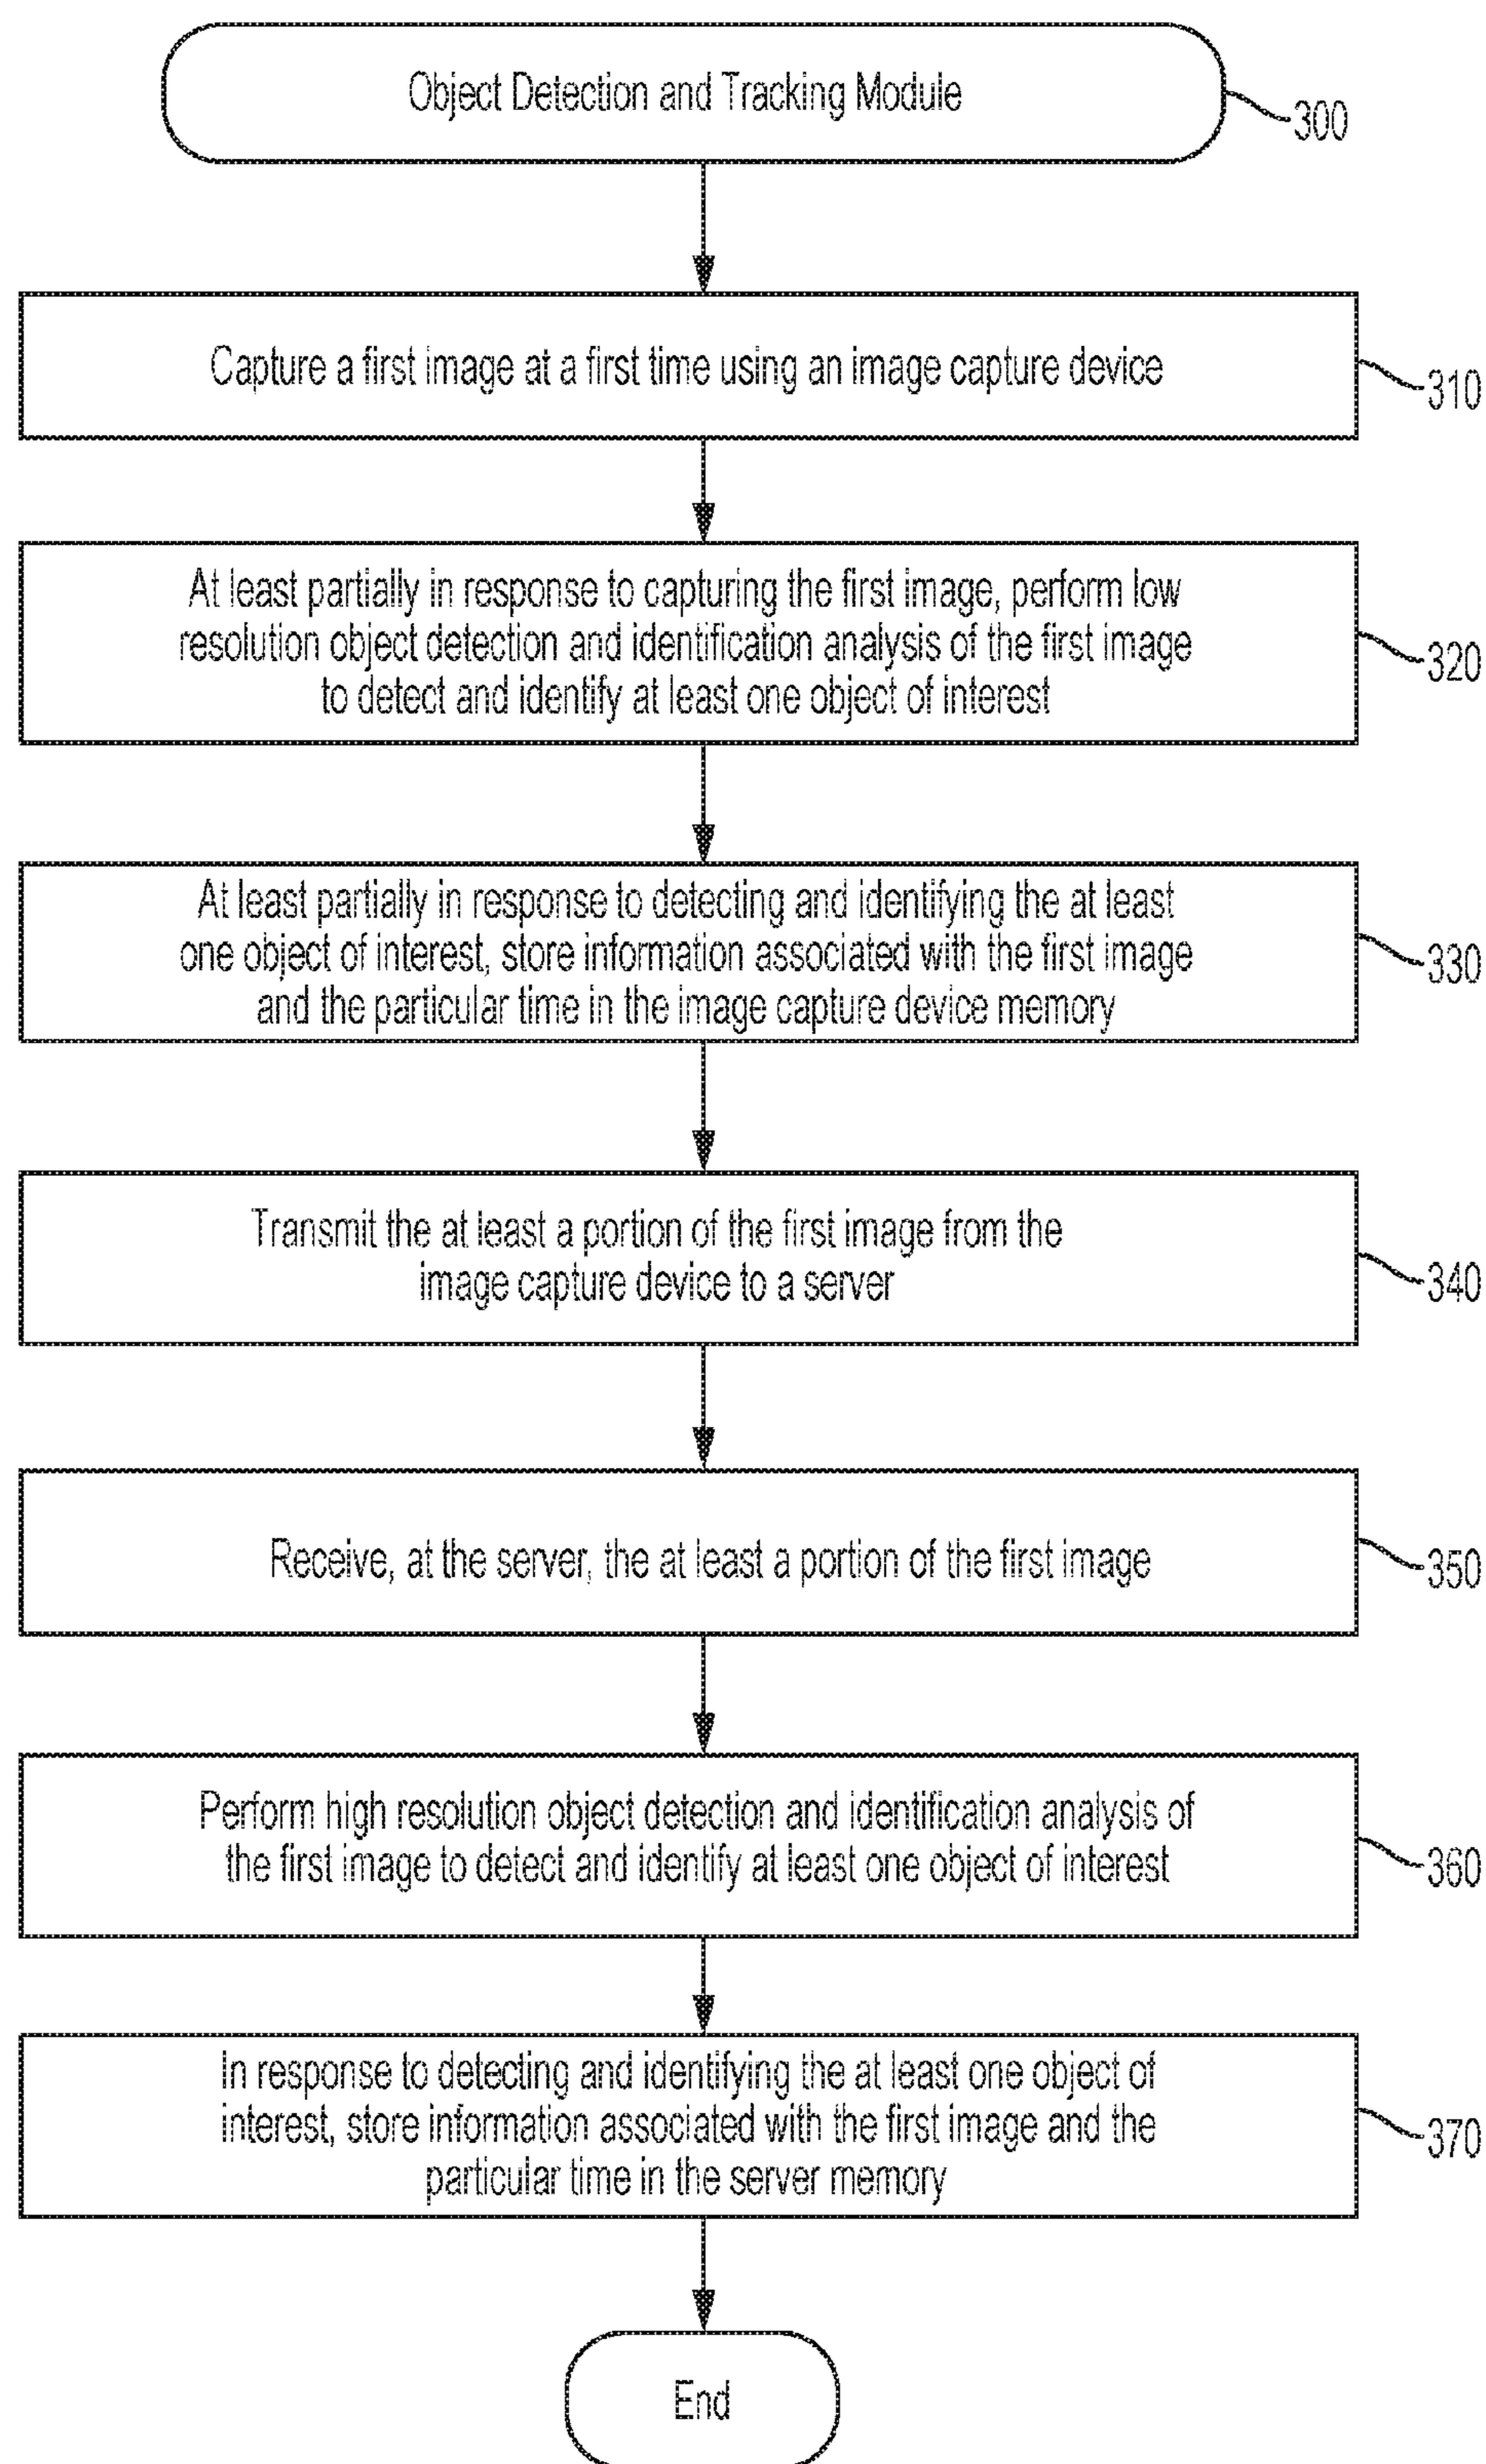 Object Detection and Tracking Module
300
Capture a first image at a first time using an image capture device
310
At least partially in response to capturing the first image, perform low
resolution object detection and identification analysis of the first image
to detect and identify at least one object of interest
320
At least partially in response to detecting and identifying the at least
one object of interest, store information associated with the first image
and the particular time in the image capture device memory
330
Transmit the at least a portion of the first image from the
image capture device to a server
340
Receive, at the server, the at least a portion of the first image
350
Perform high resolution object detection and identification analysis of
the first image to detect and identify at least one object of interest
360
In response to detecting and identifying the at least one object of
interest, store information associated with the first image and the
particular time in the server memory
370
End